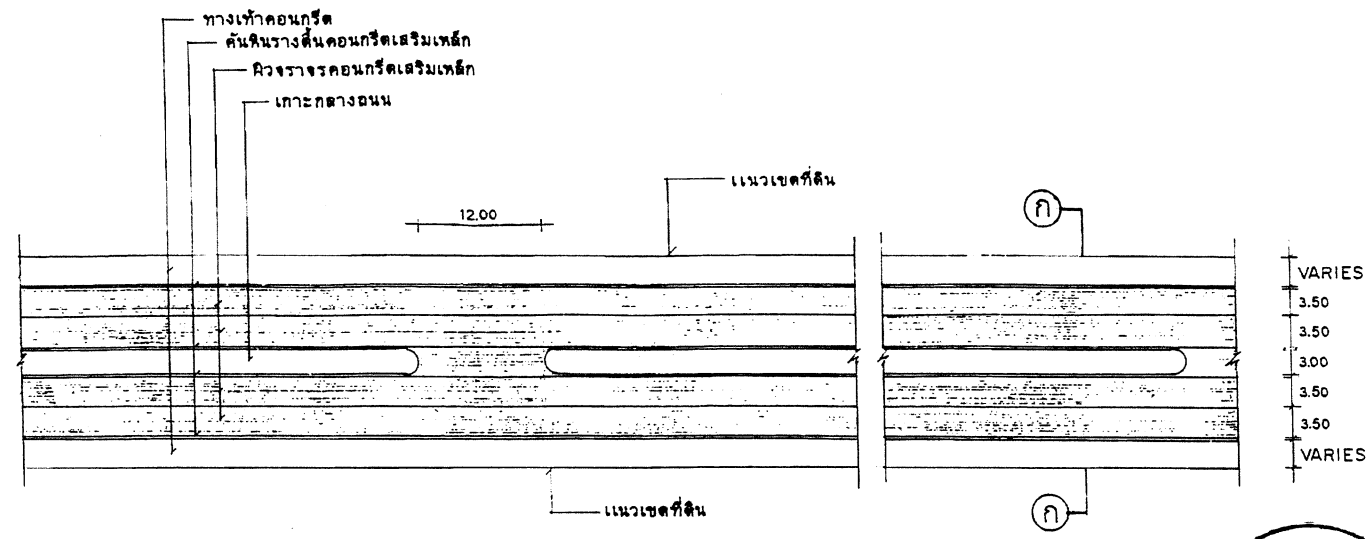 ทางเท้าคอนกรีต
คันหินรางตื้นคอนกรีตเสริมเหล็ก
ผิวจราจรคอนกรีตเสริมเหล็ก
เกาะกลางถนน
แนวเขตที่ดิน
12.00
ก
VARIES
3.50
3.50
3.00
3.50
3.50
VARIES
แนวเขตที่ดิน
ก